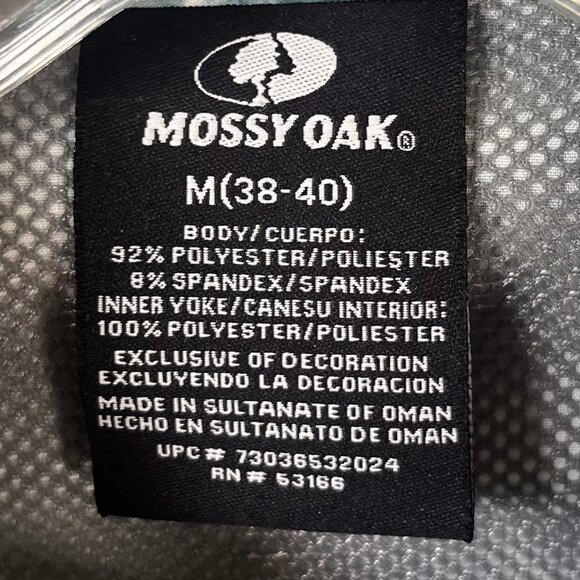 MOSSY OAK®
M(38-40)
BODY/CUERPO:
92% POLYESTER/POLIESTER
8% SPANDEX/SPANDEX
INNER YOKE/CANESU INTERIOR:
100% POLYESTER/POLIESTER
EXCLUSIVE OF DECORATION
EXCLUYENDO LA DECORACION
MADE IN SULTANATE OF OMAN
HECHO EN SULTANATO DE OMAN
UPC# 73036532024
RN# 53166